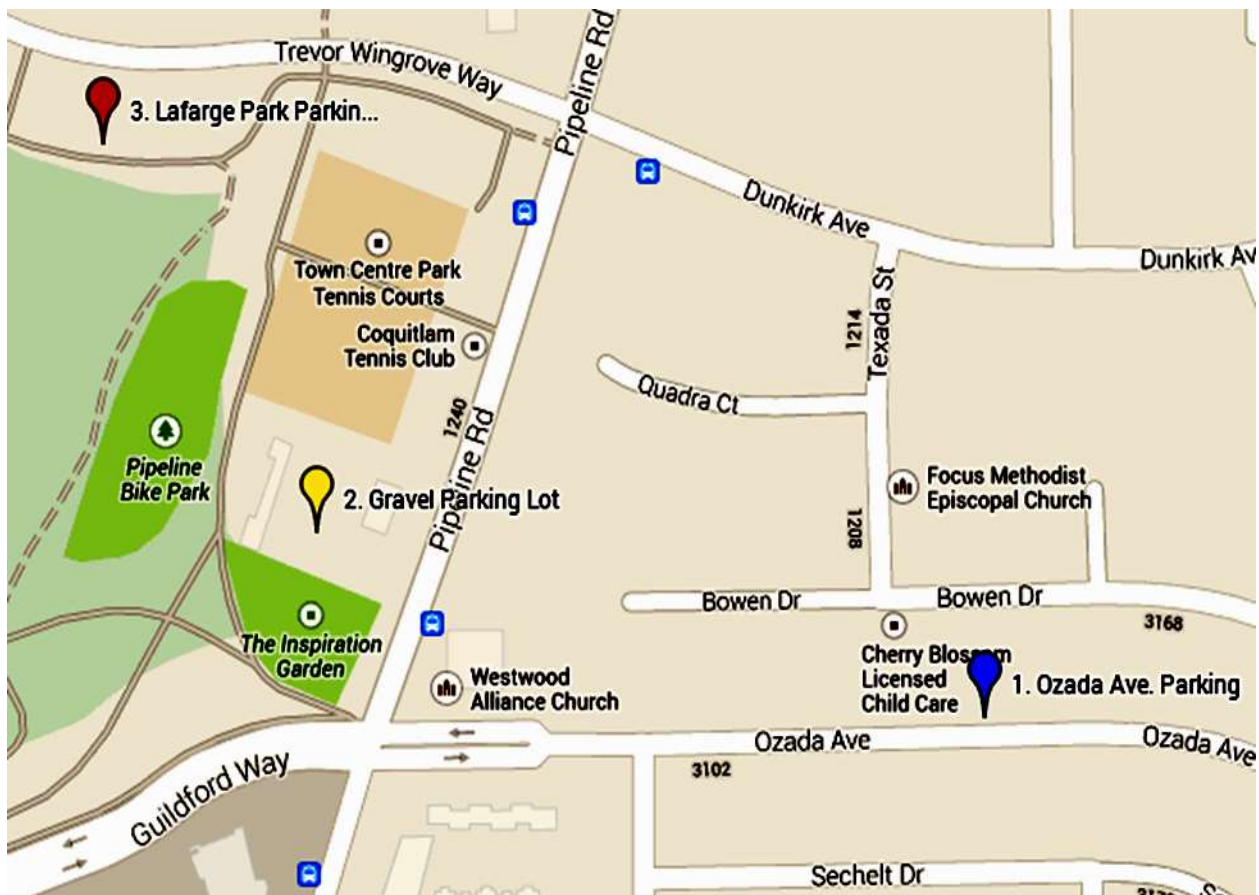 Trevor Wingrove Way
Pipeline Rd
3. Lafarge Park Parkin...
Dunkirk Ave
Dunkirk Av
Town Centre Park
Tennis Courts
Texada St
1214
Coquitlam
Tennis Club
Quadra Ct
1240
Pipeline Rd
Pipeline
Bike Park
Focus Methodist
Episcopal Church
2. Gravel Parking Lot
1208
Bowen Dr
Bowen Dr
3168
The Inspiration
Garden
Cherry Blossom
Licensed
Child Care
Westwood
Alliance Church
1. Ozada Ave. Parking
Ozada Ave
Ozada Ave
3102
Guildford Way
Sechelt Dr